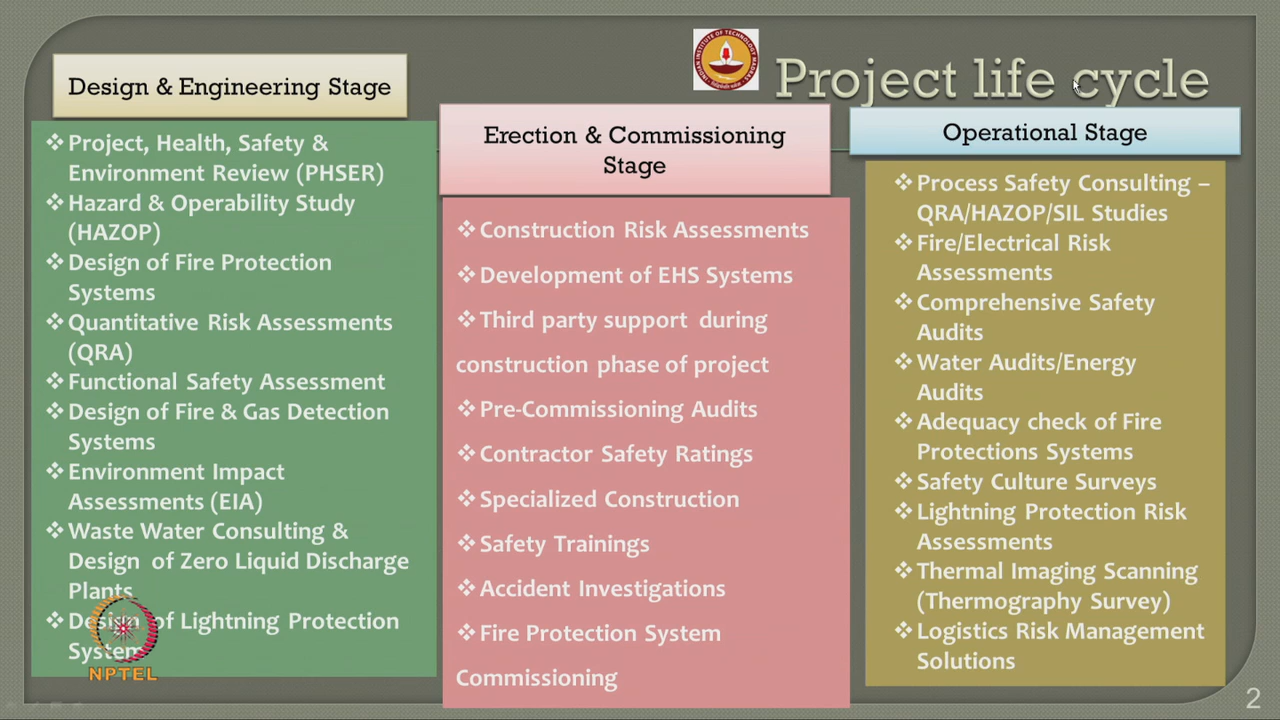 Project life cycle
Design & Engineering Stage
❖Project, Health, Safety &
Environment Review (PHSER)
❖Hazard & Operability Study
(HAZOP)
❖Design of Fire Protection
Systems
❖Quantitative Risk Assessments
(QRA)
❖Functional Safety Assessment
❖Design of Fire & Gas Detection
Systems
❖Environment Impact
Assessments (EIA)
❖Waste Water Consulting &
Design of Zero Liquid Discharge
Plants
❖Design of Lightning Protection
System
NPTEL
Erection & Commissioning
Stage
❖Construction Risk Assessments
❖Development of EHS Systems
❖Third party support during
construction phase of project
❖Pre-Commissioning Audits
❖Contractor Safety Ratings
❖Specialized Construction
❖Safety Trainings
❖Accident Investigations
❖Fire Protection System
Commissioning
Operational Stage
❖Process Safety Consulting –
QRA/HAZOP/SIL Studies
❖Fire/Electrical Risk
Assessments
❖Comprehensive Safety
Audits
❖Water Audits/Energy
Audits
❖Adequacy check of Fire
Protections Systems
❖Safety Culture Surveys
❖Lightning Protection Risk
Assessments
❖Thermal Imaging Scanning
(Thermography Survey)
❖Logistics Risk Management
Solutions
2